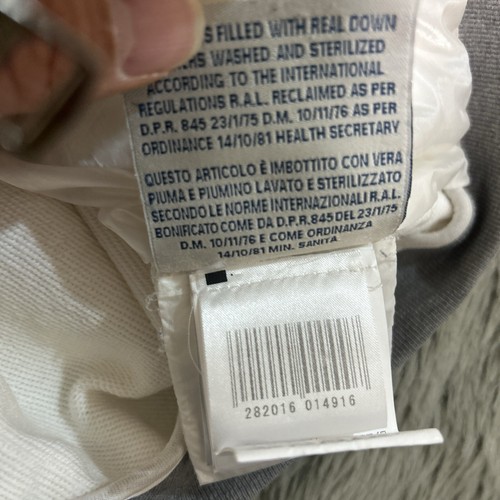 IS FILLED WITH REAL DOWN
WASHED AND STERILIZED
ACCORDING TO THE INTERNATIONAL
REGULATIONS R.A.L. RECLAIMED AS PER
D.P.R. 845 23/1/75 D.M. 10/11/76 AS PER
ORDINANCE 14/10/81 HEALTH SECRETARY
QUESTO ARTICOLO È IMBOTTITO CON VERA
PIUMA E PIUMINO LAVATO E STERILIZZATO
SECONDO LE NORME INTERNAZIONALI R.A.L.
BONIFICATO COME DA D.P.R. 845 DEL 23/1/75
D.M. 10/11/76 E COME ORDINANZA
14/10/81 MIN. SANITA
282016 014916